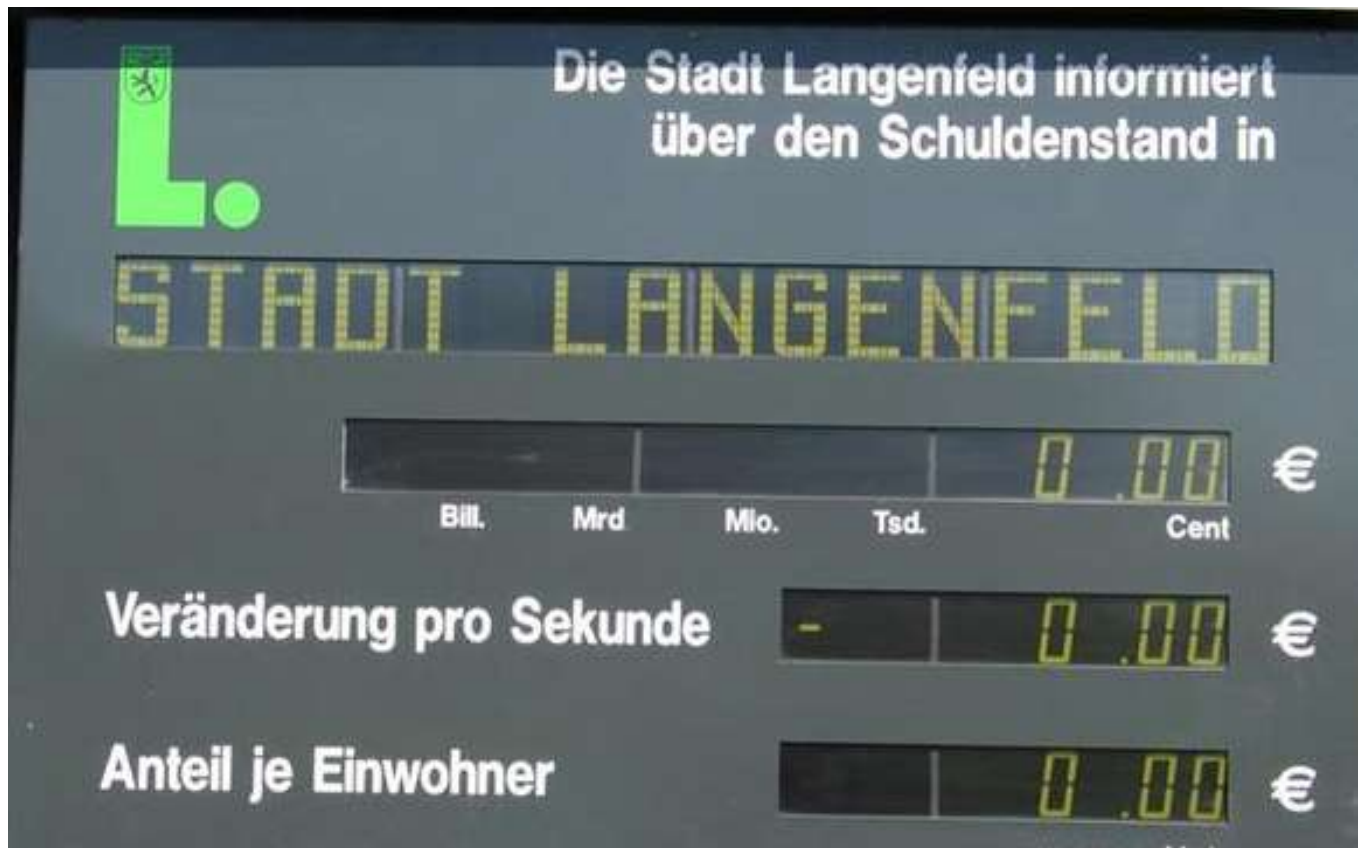 L.
Die Stadt Langenfeld informiert
über den Schuldenstand in
STADT LANGENFELD
0.00 €
Bill. Mrd Mio. Tsd. Cent
Veränderung pro Sekunde - 0.00 €
Anteil je Einwohner 0.00 €